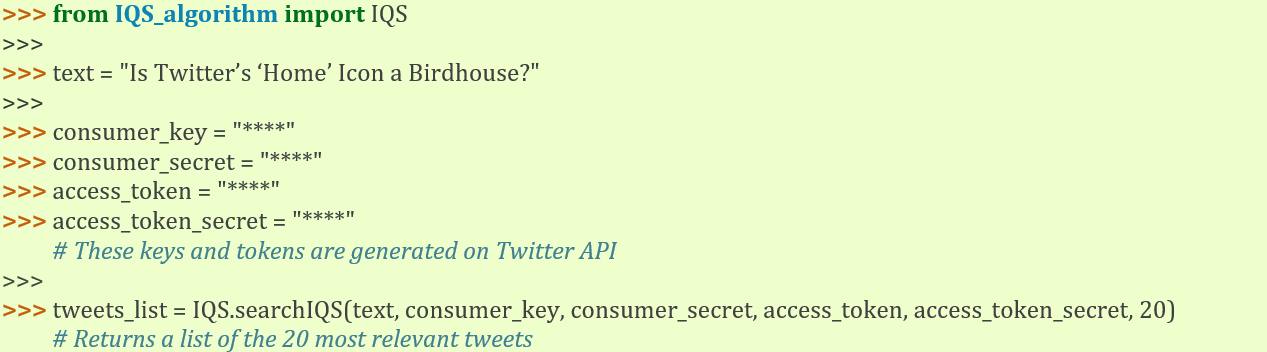 >>> from IQS_algorithm import IQS
>>>
>>> text = "Is Twitter’s ‘Home’ Icon a Birdhouse?"
>>>
>>> consumer_key = "****"
>>> consumer_secret = "****"
>>> access_token = "****"
>>> access_token_secret = "****"
# These keys and tokens are generated on Twitter API
>>>
>>> tweets_list = IQS.searchIQS(text, consumer_key, consumer_secret, access_token, access_token_secret, 20)
# Returns a list of the 20 most relevant tweets